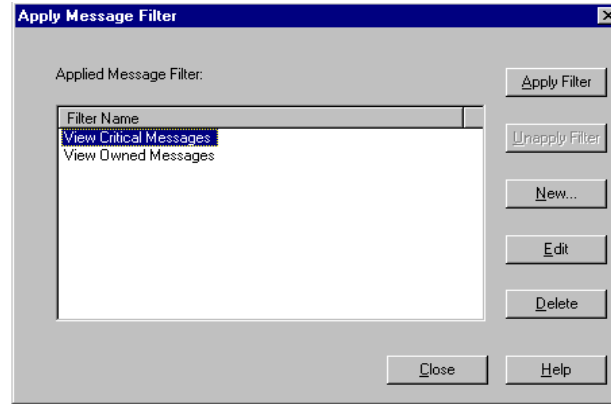 Apply Message Filter
Applied Message Filter:
Apply Filter
Filter Name
View Critical Messages
View Owned Messages
Unapply Filter
New...
Edit
Delete
Close
Help